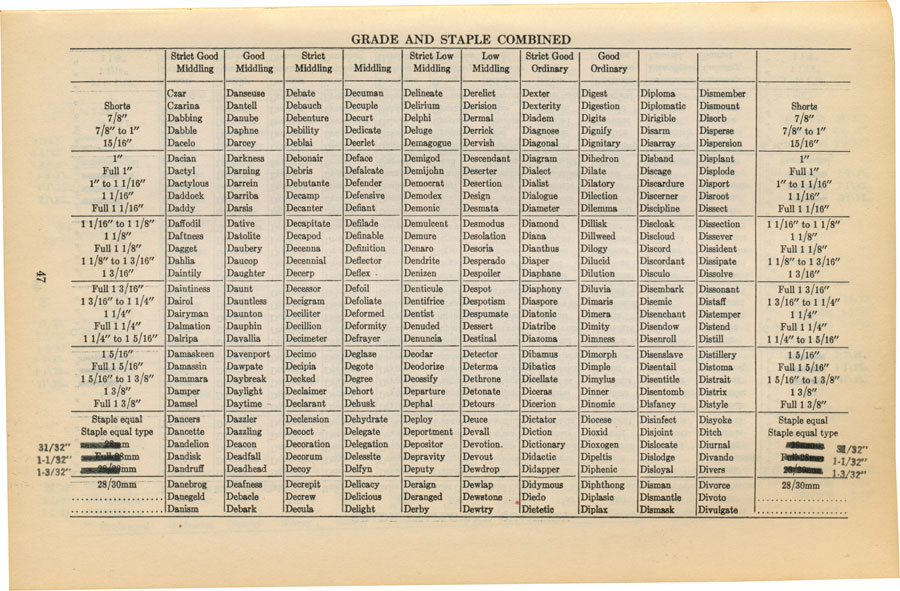 GRADE AND STAPLE COMBINED
Strict Good Good Strict Strict Low Low Strict Good Good
Middling Middling Middling Middling Middling Middling Ordinary Ordinary
Czar Danseuse Debate Decuman Delineate Derelict Dexter Digest Diploma Dismember
Shorts Czarina Dantell Debauch Decuple Delirium Derision Dexterity Digestion Diplomatic Dismount Shorts
7/8" Dabbing Danube Debenture Decurt Delphi Dermal Diadem Digits Dirigible Disorb 7/8"
7/8" to 1" Dabble Daphne Debility Dedicate Deluge Derrick Diagnose Dignify Disarm Disperse 7/8" to 1"
15/16" Dacelo Darcey Deblai Deerlet Demagogue Dervish Diagonal Dignitary Disarray Dispersion 15/16"
1" Dacian Darkness Debonair Deface Demigod Descendant Diagram Dihedron Disband Displant 1"
Full 1" Dactyl Darning Debris Defalcate Demijohn Deserter Dialect Dilate Discage Displode Full 1"
1" to 1 1/16" Dactylous Darrein Debutante Defender Democrat Desertion Dialist Dilatory Discardure Disport 1" to 1 1/16"
1 1/16" Daddock Darriba Decamp Defensive Demodex Design Dialogue Dilection Discerner Disroot 1 1/16"
Full 1 1/16" Daddy Darsis Decanter Defiant Demonic Desmata Diameter Dilemma Discipline Dissect Full 1 1/16"
1 1/16" to 1 1/8" Daffodil Dative Decapitate Defilade Demulcent Desmodus Diamond Dillisk Discloak Dissection 1 1/16" to 1 1/8"
1 1/8" Daftness Datolite Decapod Definable Demure Desolation Diana Dillweed Discloud Dissever 1 1/8"
Full 1 1/8" Dagget Daubery Decenna Definition Denaro Desoria Dianthus Dilogy Discord Dissident Full 1 1/8"
1 1/8" to 1 3/16" Dahlia Daucop Decennial Deflector Dendrite Desperado Diaper Dilucid Discordant Dissipate 1 1/8" to 1 3/16"
1 3/16" Daintily Daughter Decerp Deflex Denizen Despoiler Diaphane Dilution Disculo Dissolve 1 3/16"
Full 1 3/16" Daintiness Daunt Decessor Defoil Denticule Despot Diaphony Diluvia Disembark Dissonant Full 1 3/16"
1 3/16" to 1 1/4" Dairol Dauntless Decigram Defoliate Dentifrice Despotism Diaspore Dimaris Disemic Distaff 1 3/16" to 1 1/4"
1 1/4" Dairyman Daunton Deciliter Deformed Dentist Despumate Diatonic Dimera Disenchant Distemper 1 1/4"
Full 1 1/4" Dalmation Dauphin Decillion Deformity Denuded Dessert Diatribe Dimity Disendow Distend Full 1 1/4"
1 1/4" to 1 5/16" Dalripa Davallia Decimeter Defrayer Denuncia Destinal Diazoma Dimness Disenroll Distill 1 1/4" to 1 5/16"
1 5/16" Damaskeen Davenport Decimo Deglaze Deodar Detector Dibamus Dimorph Disenslave Distillery 1 5/16"
Full 1 5/16" Damassin Dawpate Decipia Degote Deodorize Determa Dibatics Dimple Disentail Distoma Full 1 5/16"
1 5/16" to 1 3/8" Dammara Daybreak Decked Degree Deossify Dethrone Dicellate Dimylus Disentitle Distrait 1 5/16" to 1 3/8"
1 3/8" Damper Daylight Declaimer Dehort Departure Detonate Diceras Dinner Disentomb Distrix 1 3/8"
Full 1 3/8" Damsel Daytime Declarant Dehusk Dephal Detours Dicerion Dinomie Disfancy Distyle Full 1 3/8"
Staple equal Dancers Dazzler Declension Dehydrate Deploy Deuce Dictator Diocese Disinfect Disyoke Staple equal
Staple equal type Dancette Dazzling Decoct Delegate Deportment Devall Diction Dioxid Disjoint Ditch Staple equal type
31/32" Dandelion Deacon Decoration Delegation Depositor Devotion. Dictionary Dioxogen Dislocate Diurnal 31/32"
1-1/32" Dandisk Deadfall Decorum Delessite Depravity Devout Didactic Dipeltis Dislodge Divando 1-1/32"
1-3/32" Dandruff Deadhead Decoy Delfyn Deputy Dewdrop Didapper Diphenic Disloyal Divers 1-3/32"
28/30mm Danebrog Deafness Decrepit Delicacy Deraign Dewlap Didymous Diphthong Disman Divorce 28/30mm
Danegeld Debacle Decrew Delicious Deranged Dewstone Diedo Diplasic Dismantle Divoto
Danism Debark Decula Delight Derby Dewtry Dietetic Diplax Dismask Divulgate
47